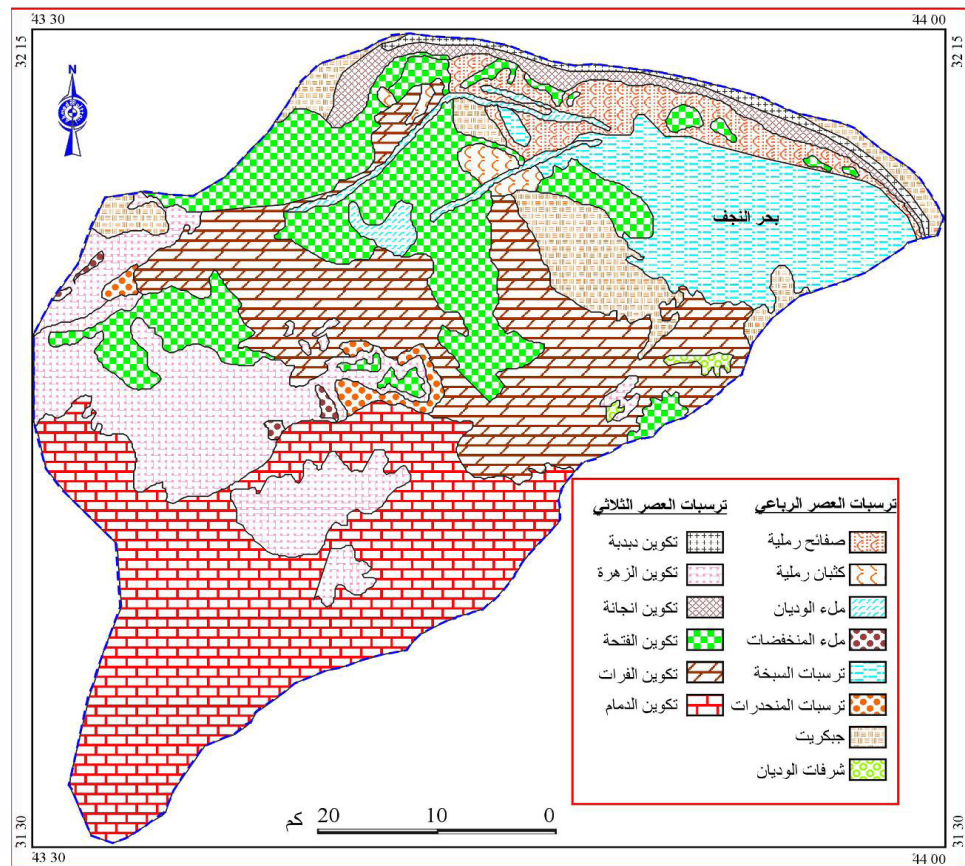 43 30
44 00
32 15
32 15
N
بحر النجف
ترسبات العصر الرباعي
ترسبات العصر الثلاثي
صفائح رملية
تكوين دبدبة
كثبان رملية
تكوين الزهرة
ملء الوديان
تكوين انجانة
ملء المنخفضات
تكوين الفتحة
ترسبات السبخة
تكوين الفرات
ترسبات المنحدرات
تكوين الدمام
جبكريت
شرفات الوديان
كم
20 10 0
31 30
31 30
43 30
44 00